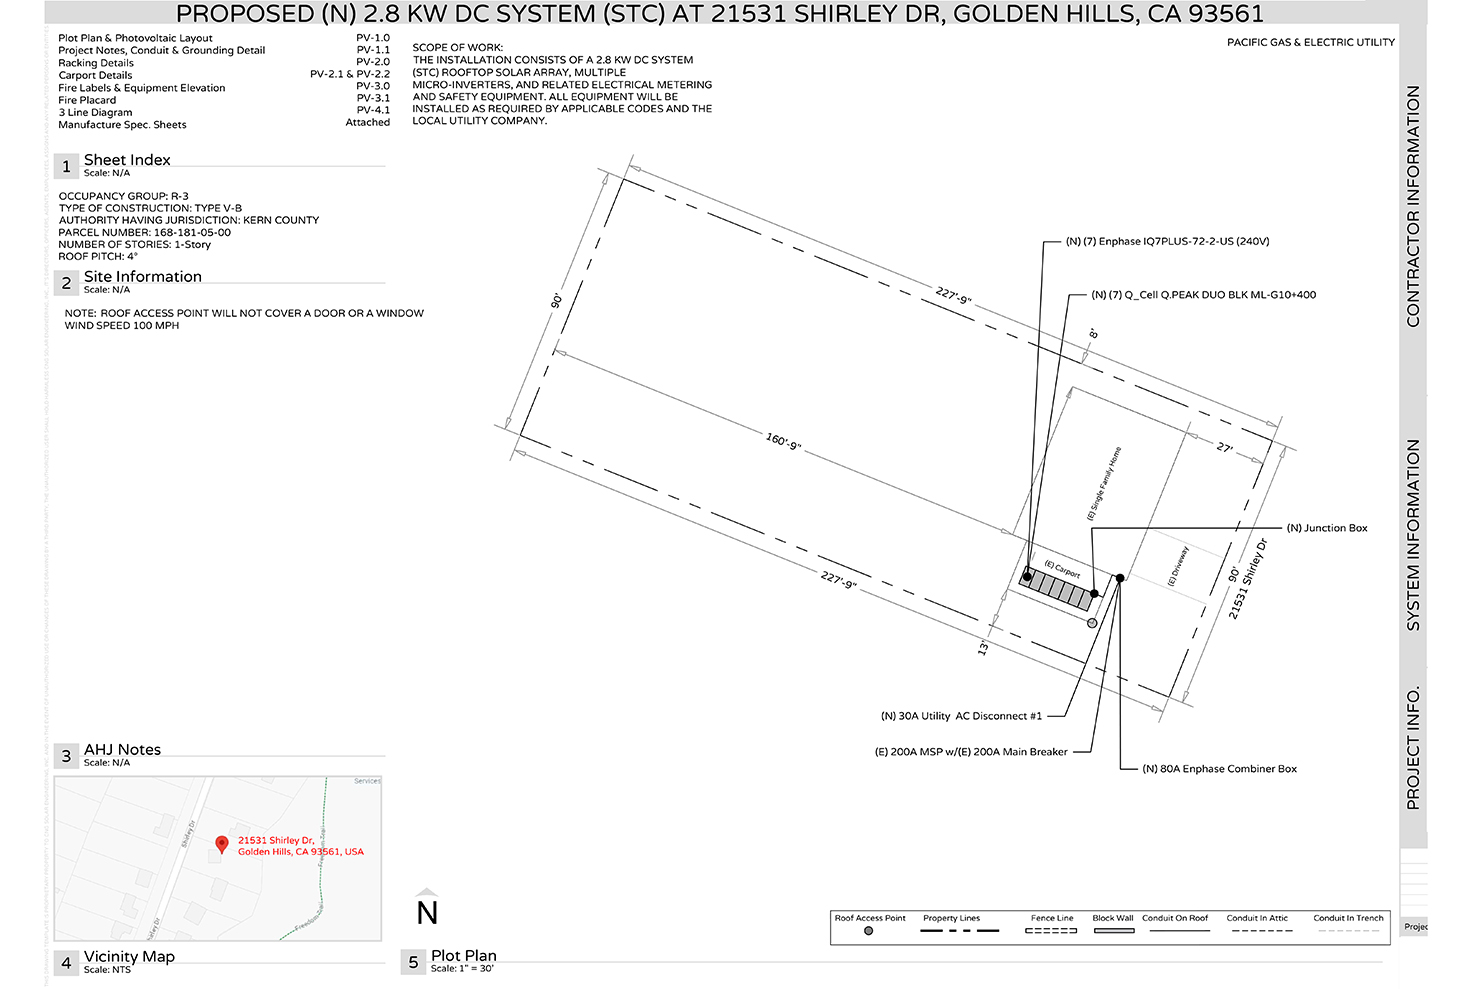 PROPOSED (N) 2.8 KW DC SYSTEM (STC) AT 21531 SHIRLEY DR, GOLDEN HILLS, CA 93561
Plot Plan & Photovoltaic Layout PV-1.0
Project Notes, Conduit & Grounding Detail PV-1.1
Racking Details PV-2.0
Carport Details PV-2.1 & PV-2.2
Fire Labels & Equipment Elevation PV-3.0
Fire Placard PV-3.1
3 Line Diagram PV-4.1
Manufacture Spec. Sheets Attached
SCOPE OF WORK:
THE INSTALLATION CONSISTS OF A 2.8 KW DC SYSTEM
(STC) ROOFTOP SOLAR ARRAY, MULTIPLE
MICRO-INVERTERS, AND RELATED ELECTRICAL METERING
AND SAFETY EQUIPMENT. ALL EQUIPMENT WILL BE
INSTALLED AS REQUIRED BY APPLICABLE CODES AND THE
LOCAL UTILITY COMPANY.
PACIFIC GAS & ELECTRIC UTILITY
1 Sheet Index
Scale: N/A
OCCUPANCY GROUP: R-3
TYPE OF CONSTRUCTION: TYPE V-B
AUTHORITY HAVING JURISDICTION: KERN COUNTY
PARCEL NUMBER: 168-181-05-00
NUMBER OF STORIES: 1-Story
ROOF PITCH: 4°
2 Site Information
Scale: N/A
NOTE: ROOF ACCESS POINT WILL NOT COVER A DOOR OR A WINDOW
WIND SPEED 100 MPH
(N) (7) Enphase IQ7PLUS-72-2-US (240V)
(N) (7) Q_Cell Q.PEAK DUO BLK ML-G10+400
227'-9"
90'
8'
160'-9"
27'
(E) Single Family Home
(N) Junction Box
(E) Carport
(E) Driveway
90'
21531 Shirley Dr
227'-9"
13'
(N) 30A Utility AC Disconnect #1
(E) 200A MSP w/(E) 200A Main Breaker
(N) 80A Enphase Combiner Box
3 AHJ Notes
Scale: N/A
Services
Shirley Dr
21531 Shirley Dr,
Golden Hills, CA 93561, USA
Freedom Trail
Freedom Trail
Shirley Dr
4 Vicinity Map
Scale: NTS
N
5 Plot Plan
Scale: 1" = 30'
Roof Access Point Property Lines Fence Line Block Wall Conduit On Roof Conduit In Attic Conduit In Trench
CONTRACTOR INFORMATION
SYSTEM INFORMATION
PROJECT INFO.
Projec